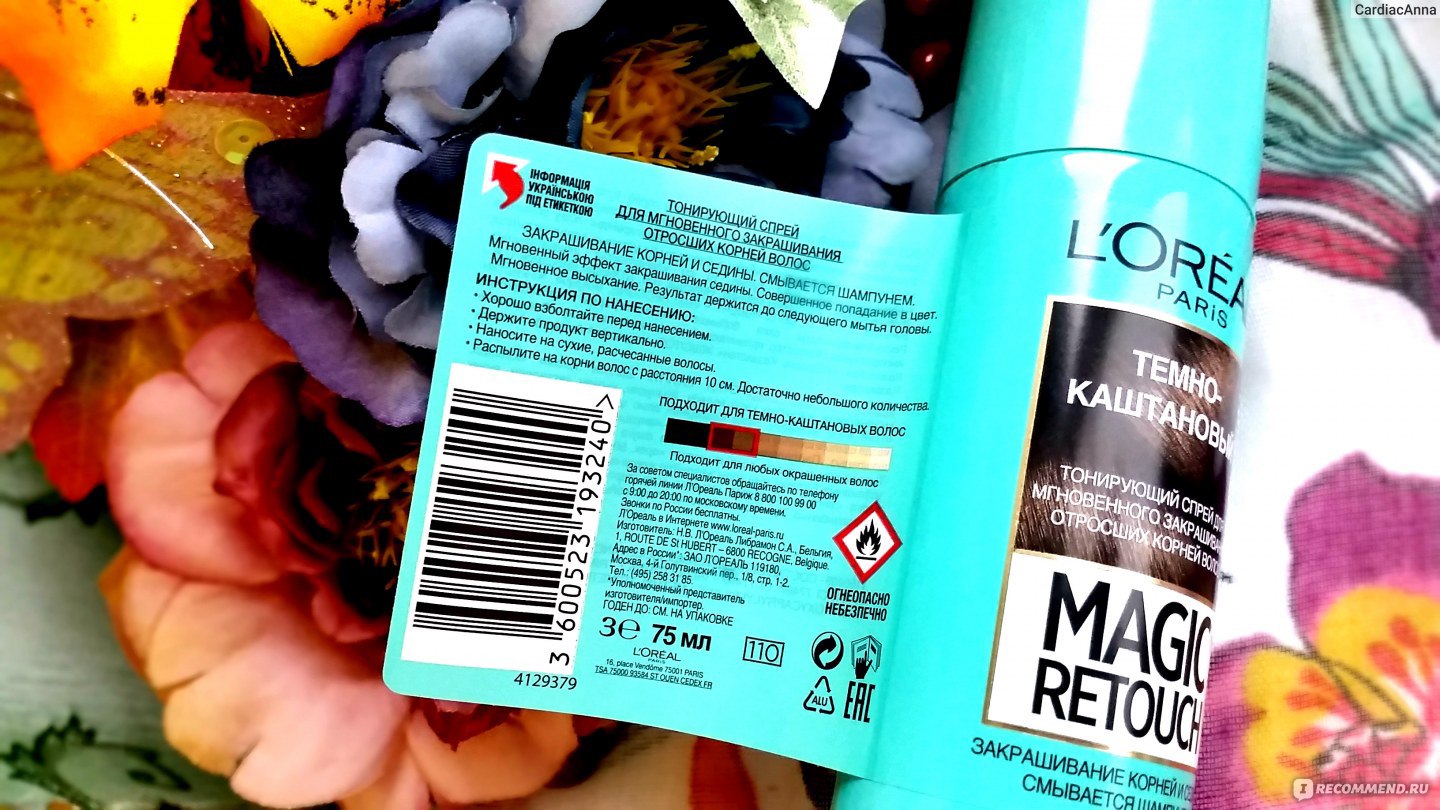 CardiacAnna
ІНФОРМАЦІЯ
УКРАЇНСЬКОЮ
ПІД ЕТИКЕТКОЮ
ТОНИРУЮЩИЙ СПРЕЙ
ДЛЯ МГНОВЕННОГО ЗАКРАШИВАНИЯ
ОТРОСШИХ КОРНЕЙ ВОЛОС
ЗАКРАШИВАНИЕ КОРНЕЙ И СЕДИНЫ. СМЫВАЕТСЯ ШАМПУНЕМ.
Мгновенный эффект закрашивания седины. Совершенное попадание в цвет.
Мгновенное высыхание. Результат держится до следующего мытья головы.
ИНСТРУКЦИЯ ПО НАНЕСЕНИЮ:
• Хорошо взболтайте перед нанесением.
• Держите продукт вертикально.
• Наносите на сухие, расчесанные волосы.
• Распылите на корни волос с расстояния 10 см. Достаточно небольшого количества.
ПОДХОДИТ ДЛЯ ТЕМНО-КАШТАНОВЫХ ВОЛОС
Подходит для любых окрашенных волос
За советом специалистов обращайтесь по телефону
горячей линии Л'Ореаль Париж 8 800 100 99 00
с 9:00 до 20:00 по московскому времени.
Звонки по России бесплатны.
Л'Ореаль в Интернете www.loreal-paris.ru
Изготовитель: Н.В. Л'Ореаль Либрамон С.А., Бельгия,
1, ROUTE DE St HUBERT – 6800 RECOGNE, Belgique.
Адрес в России*: ЗАО Л'ОРЕАЛЬ 119180,
Москва, 4-й Голутвинский пер., 1/8, стр. 1-2.
Тел.: (495) 258 31 85.
*Уполномоченный представитель
изготовителя/импортер.
ГОДЕН ДО: СМ. НА УПАКОВКЕ
3 600523 193240 >
4129379
3℮ 75 МЛ
110
L'ORÉAL
PARIS
16, place Vendôme 75001 PARIS
TSA 75000 93584 ST OUEN CEDEX FR
ОГНЕОПАСНО
НЕБЕЗПЕЧНО
ALU
EAC
L'ORÉA
PARIS
ТЕМНО-
КАШТАНОВЫЙ
ТОНИРУЮЩИЙ СПРЕЙ ДЛЯ
МГНОВЕННОГО ЗАКРАШИВАНИ
ОТРОСШИХ КОРНЕЙ ВОЛОС
MAGIC
RETOUCH
ЗАКРАШИВАНИЕ КОРНЕЙ И СЕ
СМЫВАЕТСЯ ШАМПУ
I RECOMMEND.RU